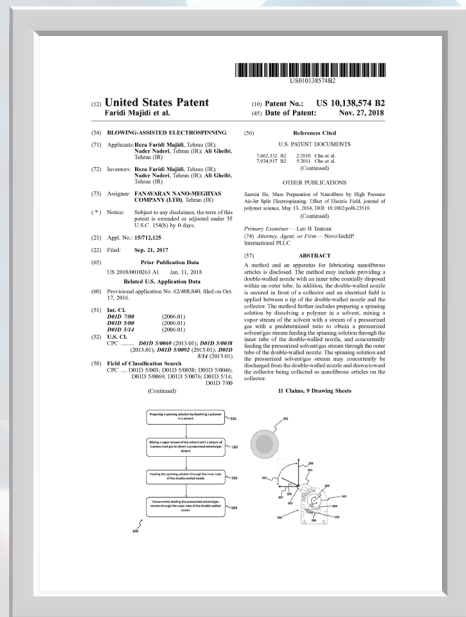 US010138574B2
(12) United States Patent
Faridi Majidi et al.
(10) Patent No.: US 10,138,574 B2
(45) Date of Patent: Nov. 27, 2018
(54) BLOWING-ASSISTED ELECTROSPINNING
(71) Applicants: Reza Faridi Majidi, Tehran (IR);
Nader Naderi, Tehran (IR); Ali Gheibi,
Tehran (IR)
(72) Inventors: Reza Faridi Majidi, Tehran (IR);
Nader Naderi, Tehran (IR); Ali Gheibi,
Tehran (IR)
(73) Assignee: FANAVARAN NANO-MEGHYAS
COMPANY (LTD), Tehran (IR)
( * ) Notice: Subject to any disclaimer, the term of this
patent is extended or adjusted under 35
U.S.C. 154(b) by 0 days.
(21) Appl. No.: 15/712,125
(22) Filed: Sep. 21, 2017
(65) Prior Publication Data
US 2018/0010263 A1 Jan. 11, 2018
Related U.S. Application Data
(60) Provisional application No. 62/408,840, filed on Oct.
17, 2016.
(51) Int. Cl.
D01D 7/00 (2006.01)
D01D 5/00 (2006.01)
D01D 5/14 (2006.01)
(52) U.S. Cl.
CPC ........ D01D 5/0069 (2013.01); D01D 5/0038
(2013.01); D01D 5/0092 (2013.01); D01D
5/14 (2013.01)
(58) Field of Classification Search
CPC .... D01D 5/003; D01D 5/0038; D01D 5/0046;
D01D 5/0069; D01D 5/0076; D01D 5/14;
D01D 7/00
(Continued)
(56) References Cited
U.S. PATENT DOCUMENTS
7,662,332 B2 2/2010 Chu et al.
7,934,917 B2 5/2011 Chu et al.
(Continued)
OTHER PUBLICATIONS
Jianxin He, Mass Preparation of Nanofibers by High Pressure
Air-Jet Split Electrospinning: Effect of Electric Field, journal of
polymer science, May 13, 2014, DOI: 10.1002/polb.23519.
(Continued)
Primary Examiner — Leo B Tentoni
(74) Attorney, Agent, or Firm — NovoTechIP
International PLLC
(57) ABSTRACT
A method and an apparatus for fabricating nanofibrous
articles is disclosed. The method may include providing a
double-walled nozzle with an inner tube coaxially disposed
within an outer tube. In addition, the double-walled nozzle
is secured in front of a collector and an electrical field is
applied between a tip of the double-walled nozzle and the
collector. The method further includes preparing a spinning
solution by dissolving a polymer in a solvent, mixing a
vapor stream of the solvent with a stream of a pressurized
gas with a predetermined ratio to obtain a pressurized
solvent/gas stream feeding the spinning solution through the
inner tube of the double-walled nozzle, and concurrently
feeding the pressurized solvent/gas stream through the outer
tube of the double-walled nozzle. The spinning solution and
the pressurized solvent/gas stream may concurrently be
discharged from the double-walled nozzle and drawn toward
the collector being collected as nanofibrous articles on the
collector.
11 Claims, 9 Drawing Sheets
Preparing a spinning solution by dissolving a polymer
in a solvent
Mixing a vapor stream of the solvent with a stream of
a pressurized gas to obtain a pressurized solvent/gas
stream
Feeding the spinning solution through the inner tube
of the double-walled nozzle
Concurrently feeding the pressurized solvent/gas
stream through the outer tube of the double-walled
nozzle